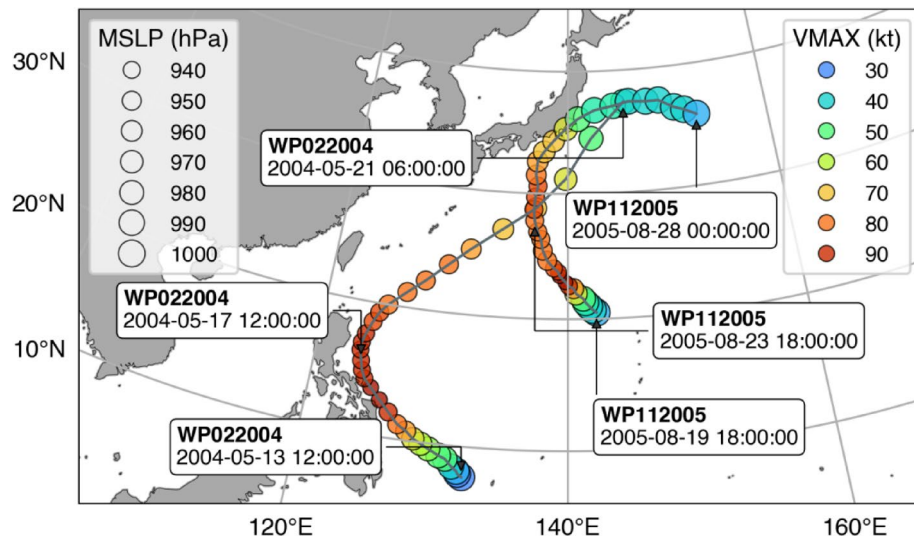 MSLP (hPa)
940
950
960
970
980
990
1000
VMAX (kt)
30
40
50
60
70
80
90
30°N
20°N
10°N
120°E
140°E
160°E
WP022004
2004-05-21 06:00:00
WP112005
2005-08-28 00:00:00
WP022004
2004-05-17 12:00:00
WP112005
2005-08-23 18:00:00
WP112005
2005-08-19 18:00:00
WP022004
2004-05-13 12:00:00